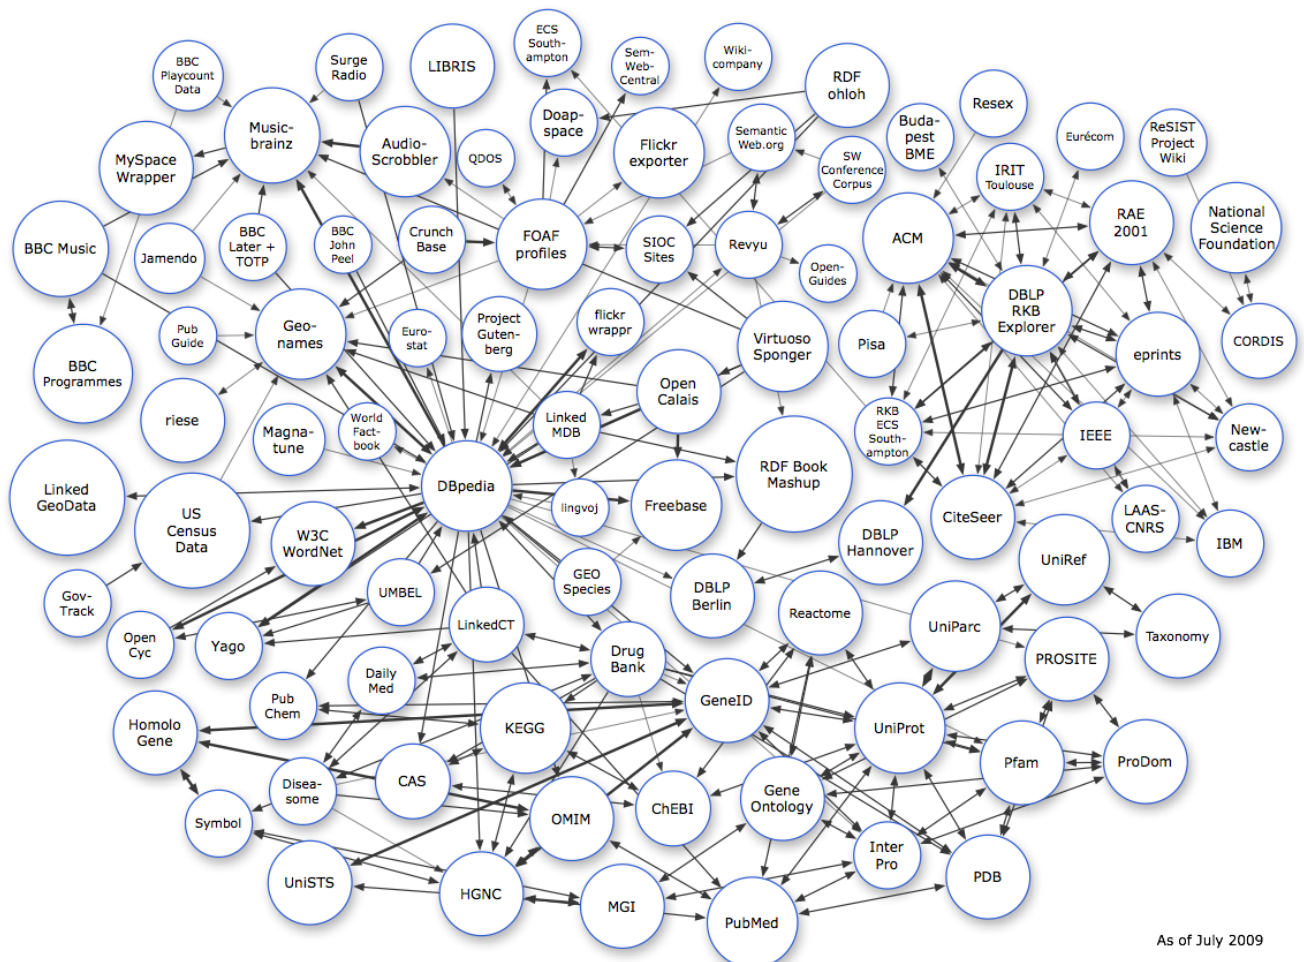 ECS
South-
ampton
Sem-
Web-
Central
Wiki-
company
BBC
Playcount
Data
Surge
Radio
LIBRIS
RDF
ohloh
Resex
Doap-
space
Music-
brainz
Audio-
Scrobbler
Flickr
exporter
Semantic
Web.org
Buda-
pest
BME
Eurécom
ReSIST
Project
Wiki
MySpace
Wrapper
QDOS
SW
Conference
Corpus
IRIT
Toulouse
BBC Music
Jamendo
BBC
Later +
TOTP
BBC
John
Peel
Crunch
Base
FOAF
profiles
SIOC
Sites
Revyu
Open-
Guides
ACM
RAE
2001
National
Science
Foundation
Pub
Guide
Geo-
names
Euro-
stat
Project
Guten-
berg
flickr
wrappr
Virtuoso
Sponger
Pisa
DBLP
RKB
Explorer
eprints
CORDIS
BBC
Programmes
riese
Magna-
tune
World
Fact-
book
Linked
MDB
Open
Calais
RKB
ECS
South-
ampton
IEEE
New-
castle
Linked
GeoData
US
Census
Data
W3C
WordNet
DBpedia
lingvoj
Freebase
RDF Book
Mashup
DBLP
Hannover
CiteSeer
LAAS-
CNRS
IBM
Gov-
Track
Open
Cyc
Yago
UMBEL
LinkedCT
GEO
Species
DBLP
Berlin
Reactome
UniParc
UniRef
Taxonomy
Daily
Med
Drug
Bank
PROSITE
Homolo
Gene
Pub
Chem
KEGG
GeneID
UniProt
Pfam
ProDom
Symbol
Disea-
some
CAS
OMIM
ChEBI
Gene
Ontology
Inter
Pro
PDB
UniSTS
HGNC
MGI
PubMed
As of July 2009